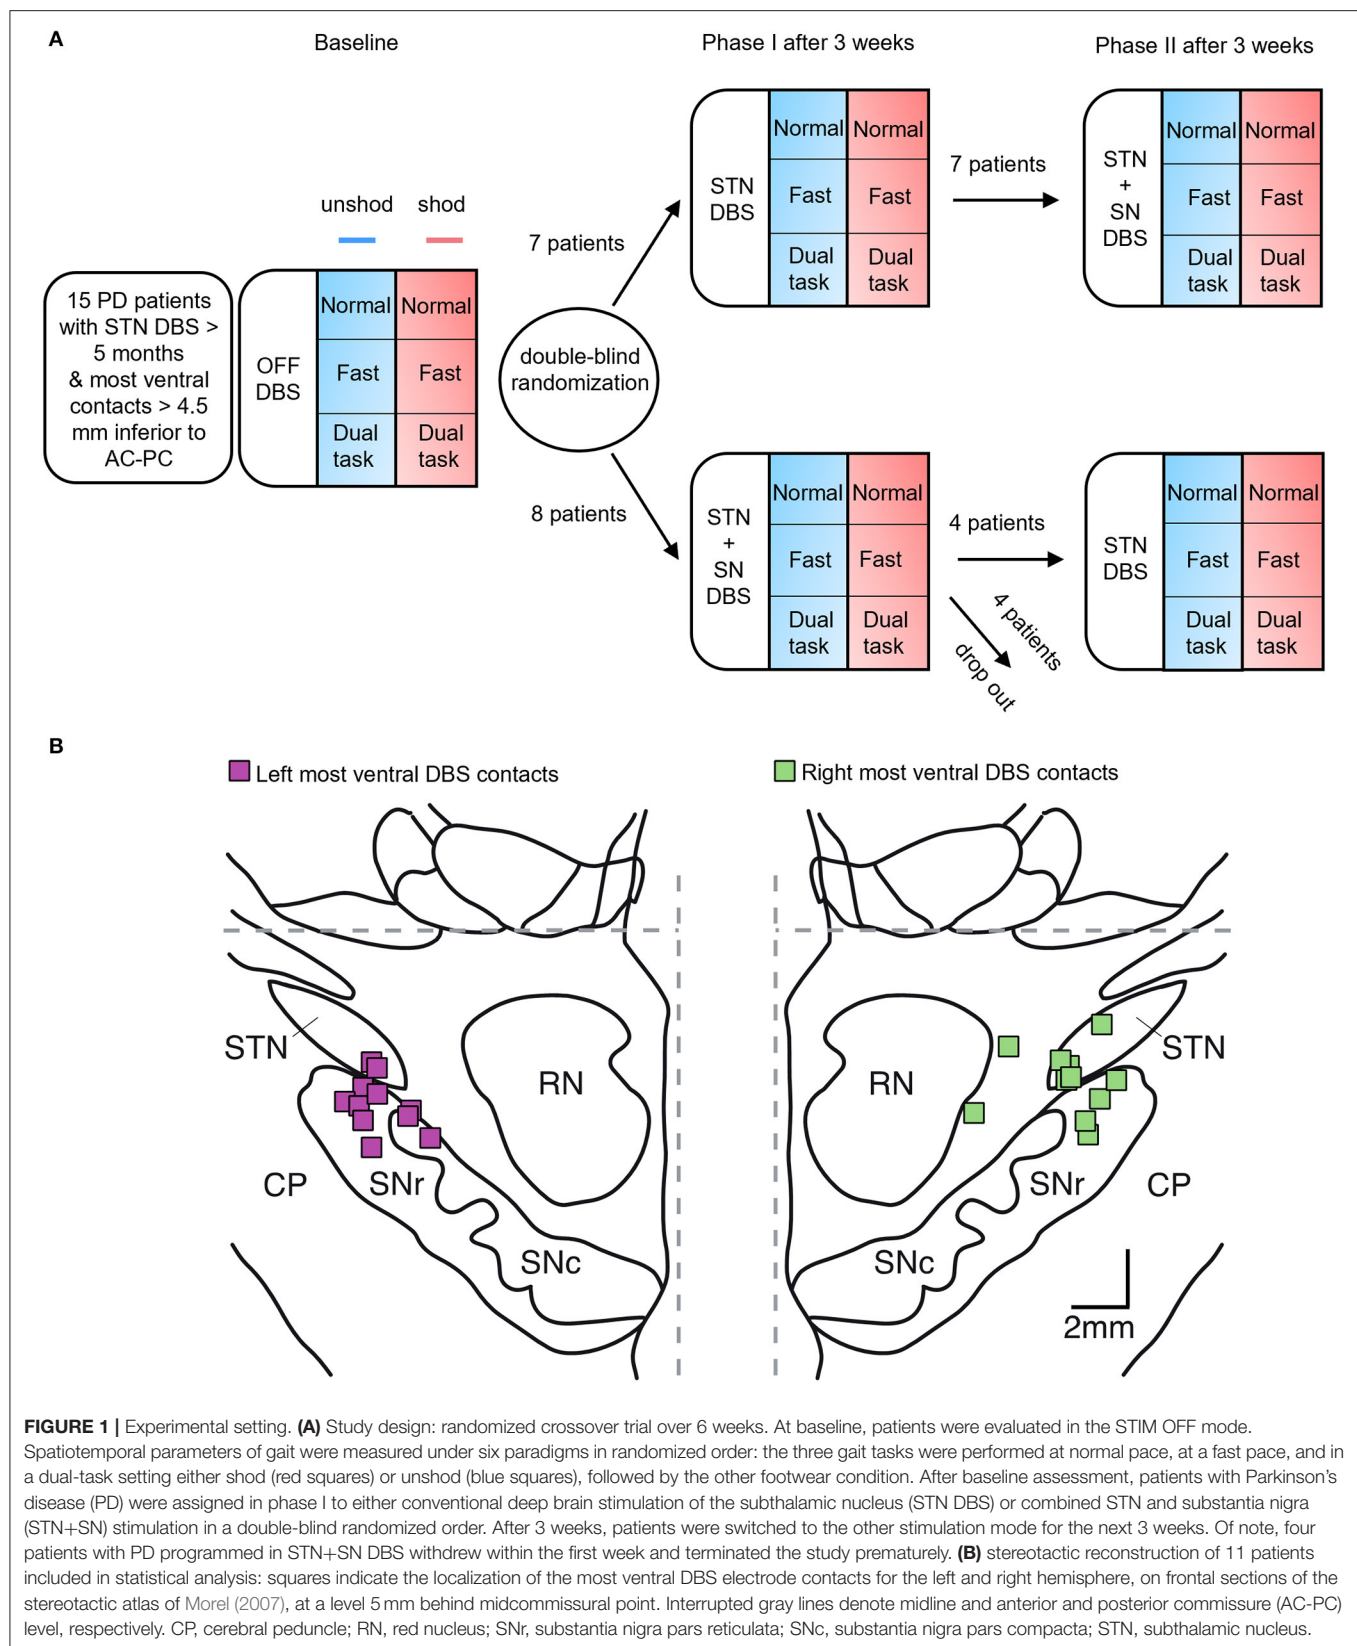 A
Baseline
Phase I after 3 weeks
Phase II after 3 weeks
unshod
shod
15 PD patients
with STN DBS >
5 months
& most ventral
contacts > 4.5
mm inferior to
AC-PC
OFF
DBS
Normal
Normal
Fast
Fast
Dual
task
Dual
task
7 patients
double-blind
randomization
8 patients
STN
DBS
Normal
Normal
Fast
Fast
Dual
task
Dual
task
7 patients
STN
+
SN
DBS
Normal
Normal
Fast
Fast
Dual
task
Dual
task
STN
+
SN
DBS
Normal
Normal
Fast
Fast
Dual
task
Dual
task
4 patients
4 patients
drop out
STN
DBS
Normal
Normal
Fast
Fast
Dual
task
Dual
task
B
Left most ventral DBS contacts
Right most ventral DBS contacts
STN
RN
CP
SNr
SNc
RN
STN
SNr
CP
SNc
2mm
FIGURE 1 | Experimental setting. (A) Study design: randomized crossover trial over 6 weeks. At baseline, patients were evaluated in the STIM OFF mode.
Spatiotemporal parameters of gait were measured under six paradigms in randomized order: the three gait tasks were performed at normal pace, at a fast pace, and in
a dual-task setting either shod (red squares) or unshod (blue squares), followed by the other footwear condition. After baseline assessment, patients with Parkinson's
disease (PD) were assigned in phase I to either conventional deep brain stimulation of the subthalamic nucleus (STN DBS) or combined STN and substantia nigra
(STN+SN) stimulation in a double-blind randomized order. After 3 weeks, patients were switched to the other stimulation mode for the next 3 weeks. Of note, four
patients with PD programmed in STN+SN DBS withdrew within the first week and terminated the study prematurely. (B) stereotactic reconstruction of 11 patients
included in statistical analysis: squares indicate the localization of the most ventral DBS electrode contacts for the left and right hemisphere, on frontal sections of the
stereotactic atlas of Morel (2007), at a level 5 mm behind midcommissural point. Interrupted gray lines denote midline and anterior and posterior commissure (AC-PC)
level, respectively. CP, cerebral peduncle; RN, red nucleus; SNr, substantia nigra pars reticulata; SNc, substantia nigra pars compacta; STN, subthalamic nucleus.